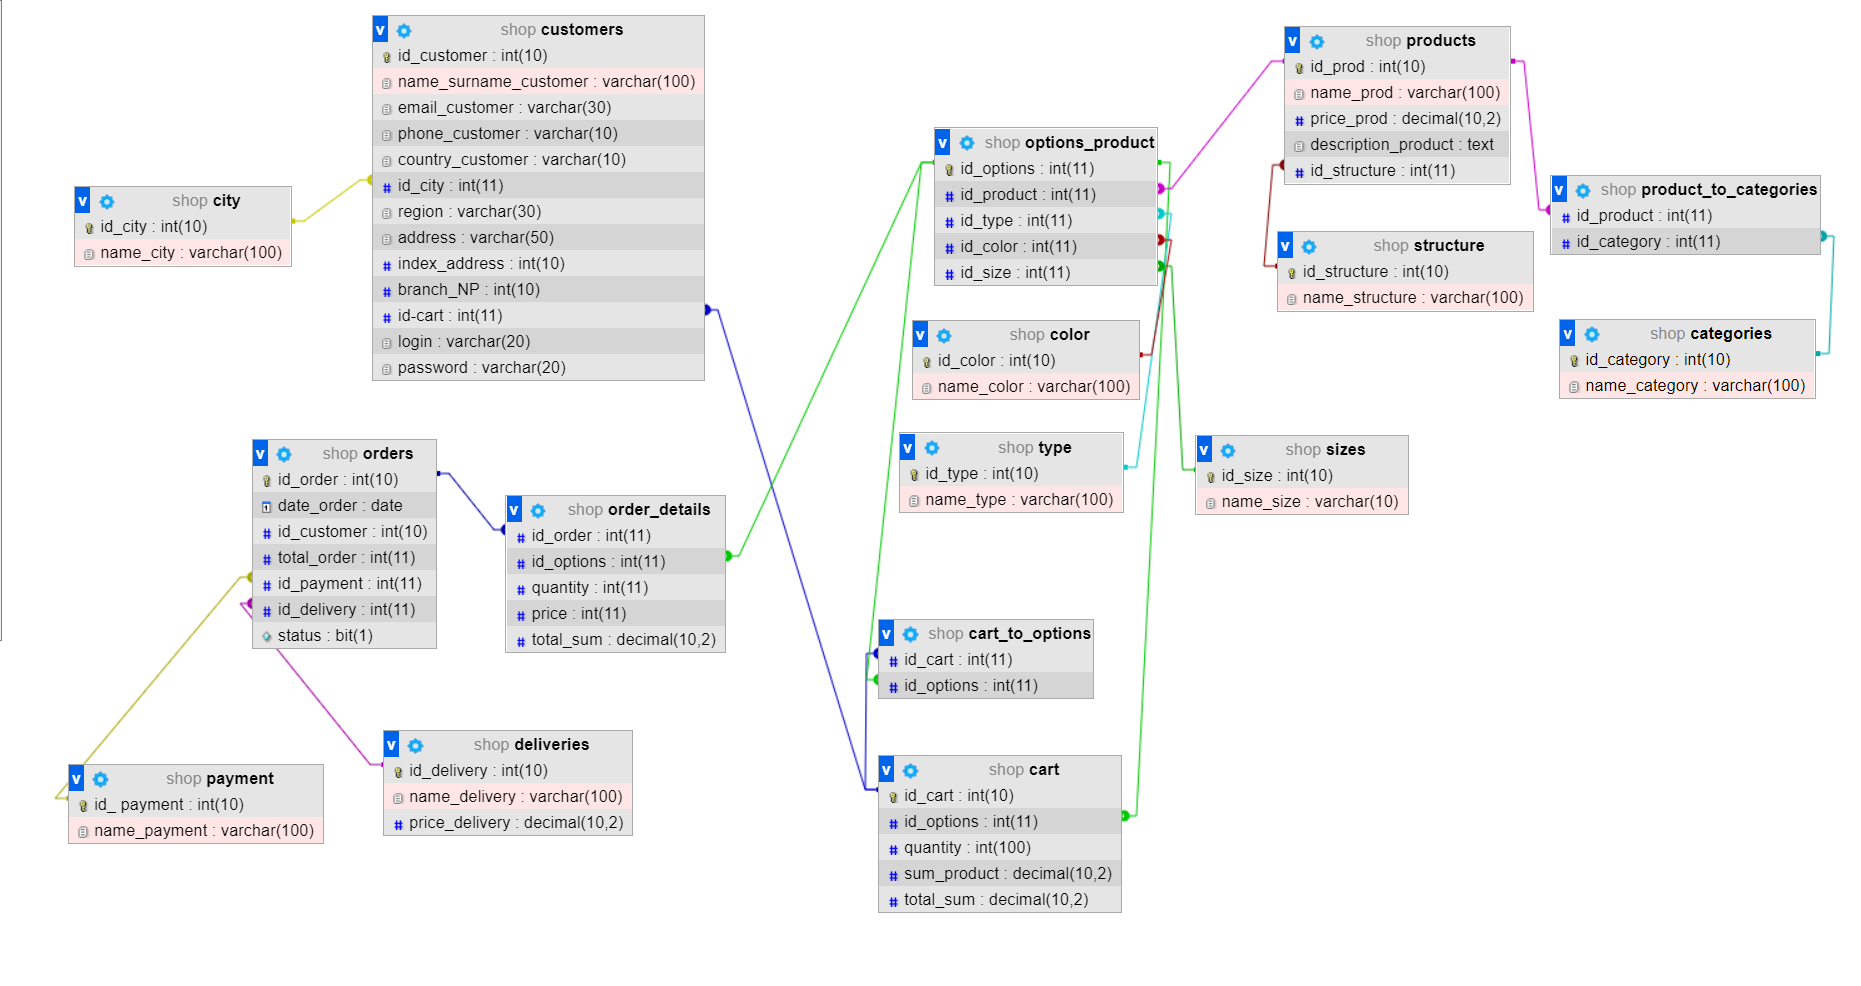 v shop customers
id_customer : int(10)
name_surname_customer : varchar(100)
email_customer : varchar(30)
phone_customer : varchar(10)
country_customer : varchar(10)
id_city : int(11)
region : varchar(30)
address : varchar(50)
index_address : int(10)
branch_NP : int(10)
id-cart : int(11)
login : varchar(20)
password : varchar(20)
v shop city
id_city : int(10)
name_city : varchar(100)
v shop orders
id_order : int(10)
date_order : date
id_customer : int(10)
total_order : int(11)
id_payment : int(11)
id_delivery : int(11)
status : bit(1)
v shop order_details
id_order : int(11)
id_options : int(11)
quantity : int(11)
price : int(11)
total_sum : decimal(10,2)
v shop payment
id_ payment : int(10)
name_payment : varchar(100)
v shop deliveries
id_delivery : int(10)
name_delivery : varchar(100)
price_delivery : decimal(10,2)
v shop options_product
id_options : int(11)
id_product : int(11)
id_type : int(11)
id_color : int(11)
id_size : int(11)
v shop color
id_color : int(10)
name_color : varchar(100)
v shop type
id_type : int(10)
name_type : varchar(100)
v shop sizes
id_size : int(10)
name_size : varchar(10)
v shop cart_to_options
id_cart : int(11)
id_options : int(11)
v shop cart
id_cart : int(10)
id_options : int(11)
quantity : int(100)
sum_product : decimal(10,2)
total_sum : decimal(10,2)
v shop products
id_prod : int(10)
name_prod : varchar(100)
price_prod : decimal(10,2)
description_product : text
id_structure : int(11)
v shop structure
id_structure : int(10)
name_structure : varchar(100)
v shop product_to_categories
id_product : int(11)
id_category : int(11)
v shop categories
id_category : int(10)
name_category : varchar(100)